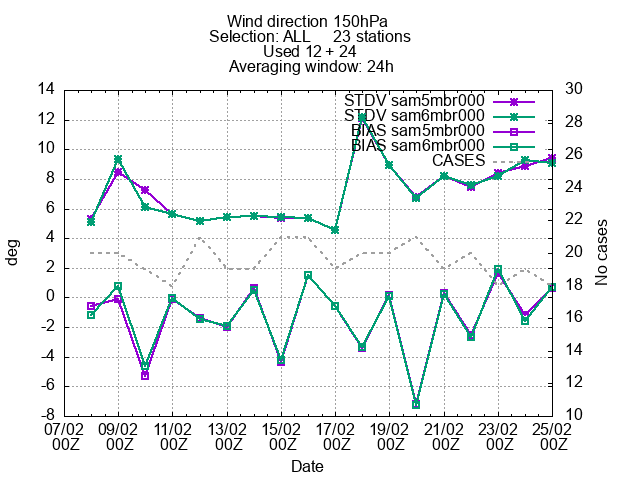 Wind direction 150hPa
Selection: ALL 23 stations
Used 12 + 24
Averaging window: 24h
STDV sam5mbr000
STDV sam6mbr000
BIAS sam5mbr000
BIAS sam6mbr000
CASES
deg
14
12
10
8
6
4
2
0
-2
-4
-6
-8
No cases
30
28
26
24
22
20
18
16
14
12
10
07/02 09/02 11/02 13/02 15/02 17/02 19/02 21/02 23/02 25/02
00Z 00Z 00Z 00Z 00Z 00Z 00Z 00Z 00Z 00Z
Date